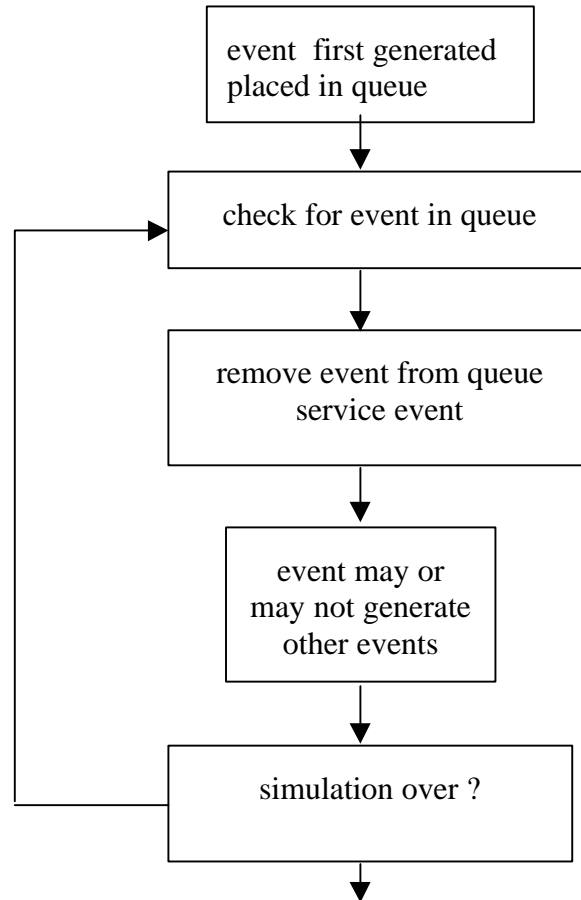 event first generated
placed in queue
check for event in queue
remove event from queue
service event
event may or
may not generate
other events
simulation over ?